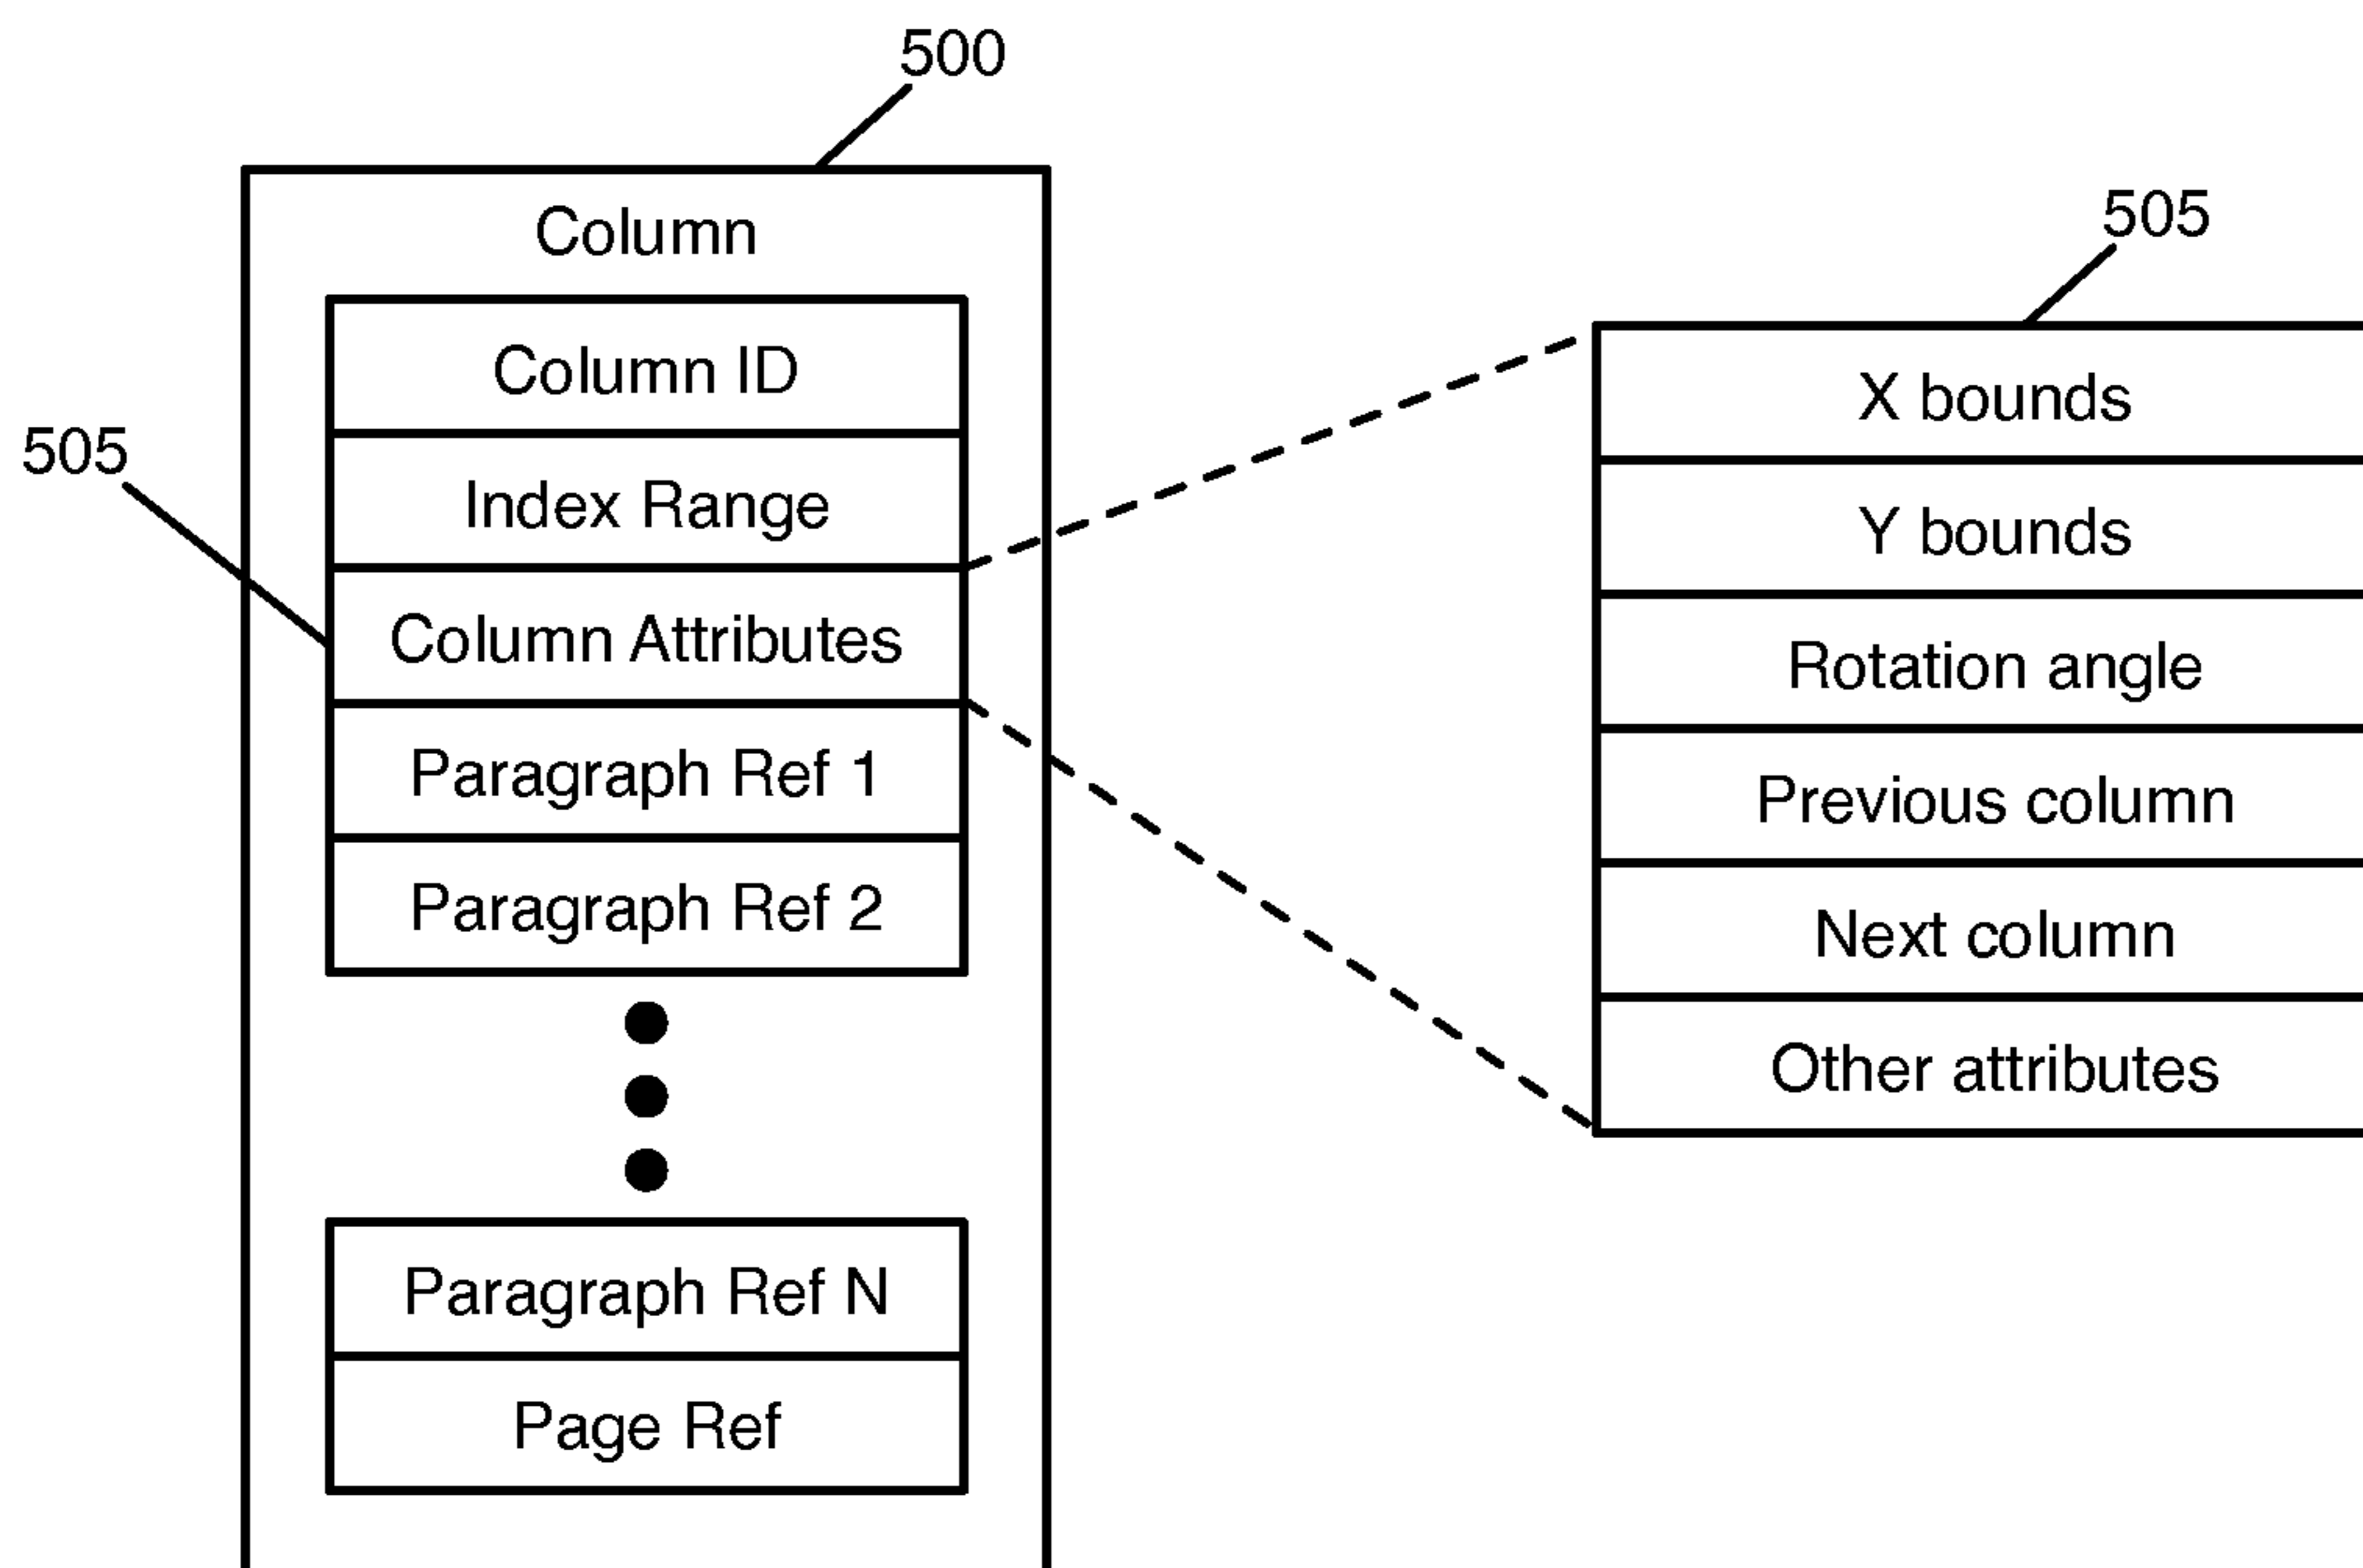 500
Column
Column ID
Index Range
505
Column Attributes
Paragraph Ref 1
Paragraph Ref 2
Paragraph Ref N
Page Ref
505
X bounds
Y bounds
Rotation angle
Previous column
Next column
Other attributes